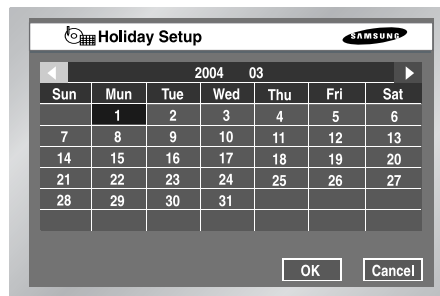 Holiday Setup SAMSUNG
2004 03
Sun Mun Tue Wed Thu Fri Sat
1 2 3 4 5 6
7 8 9 10 11 12 13
14 15 16 17 18 19 20
21 22 23 24 25 26 27
28 29 30 31
OK Cancel